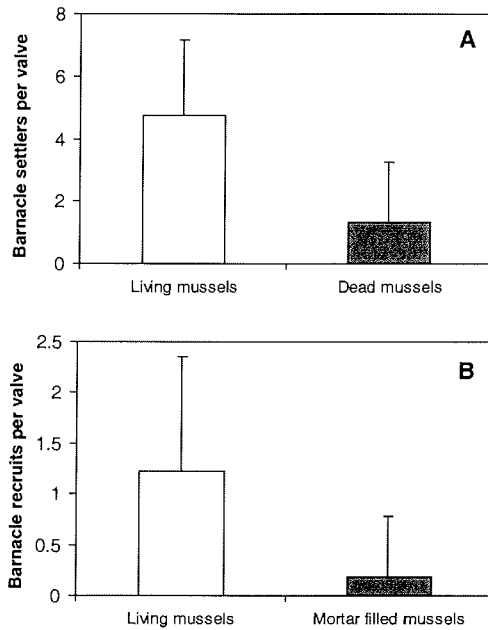 A
Barnacle settlers per valve
8
6
4
2
0
Living mussels Dead mussels
B
Barnacle recruits per valve
2.5
2
1.5
1
0.5
0
Living mussels Mortar filled mussels